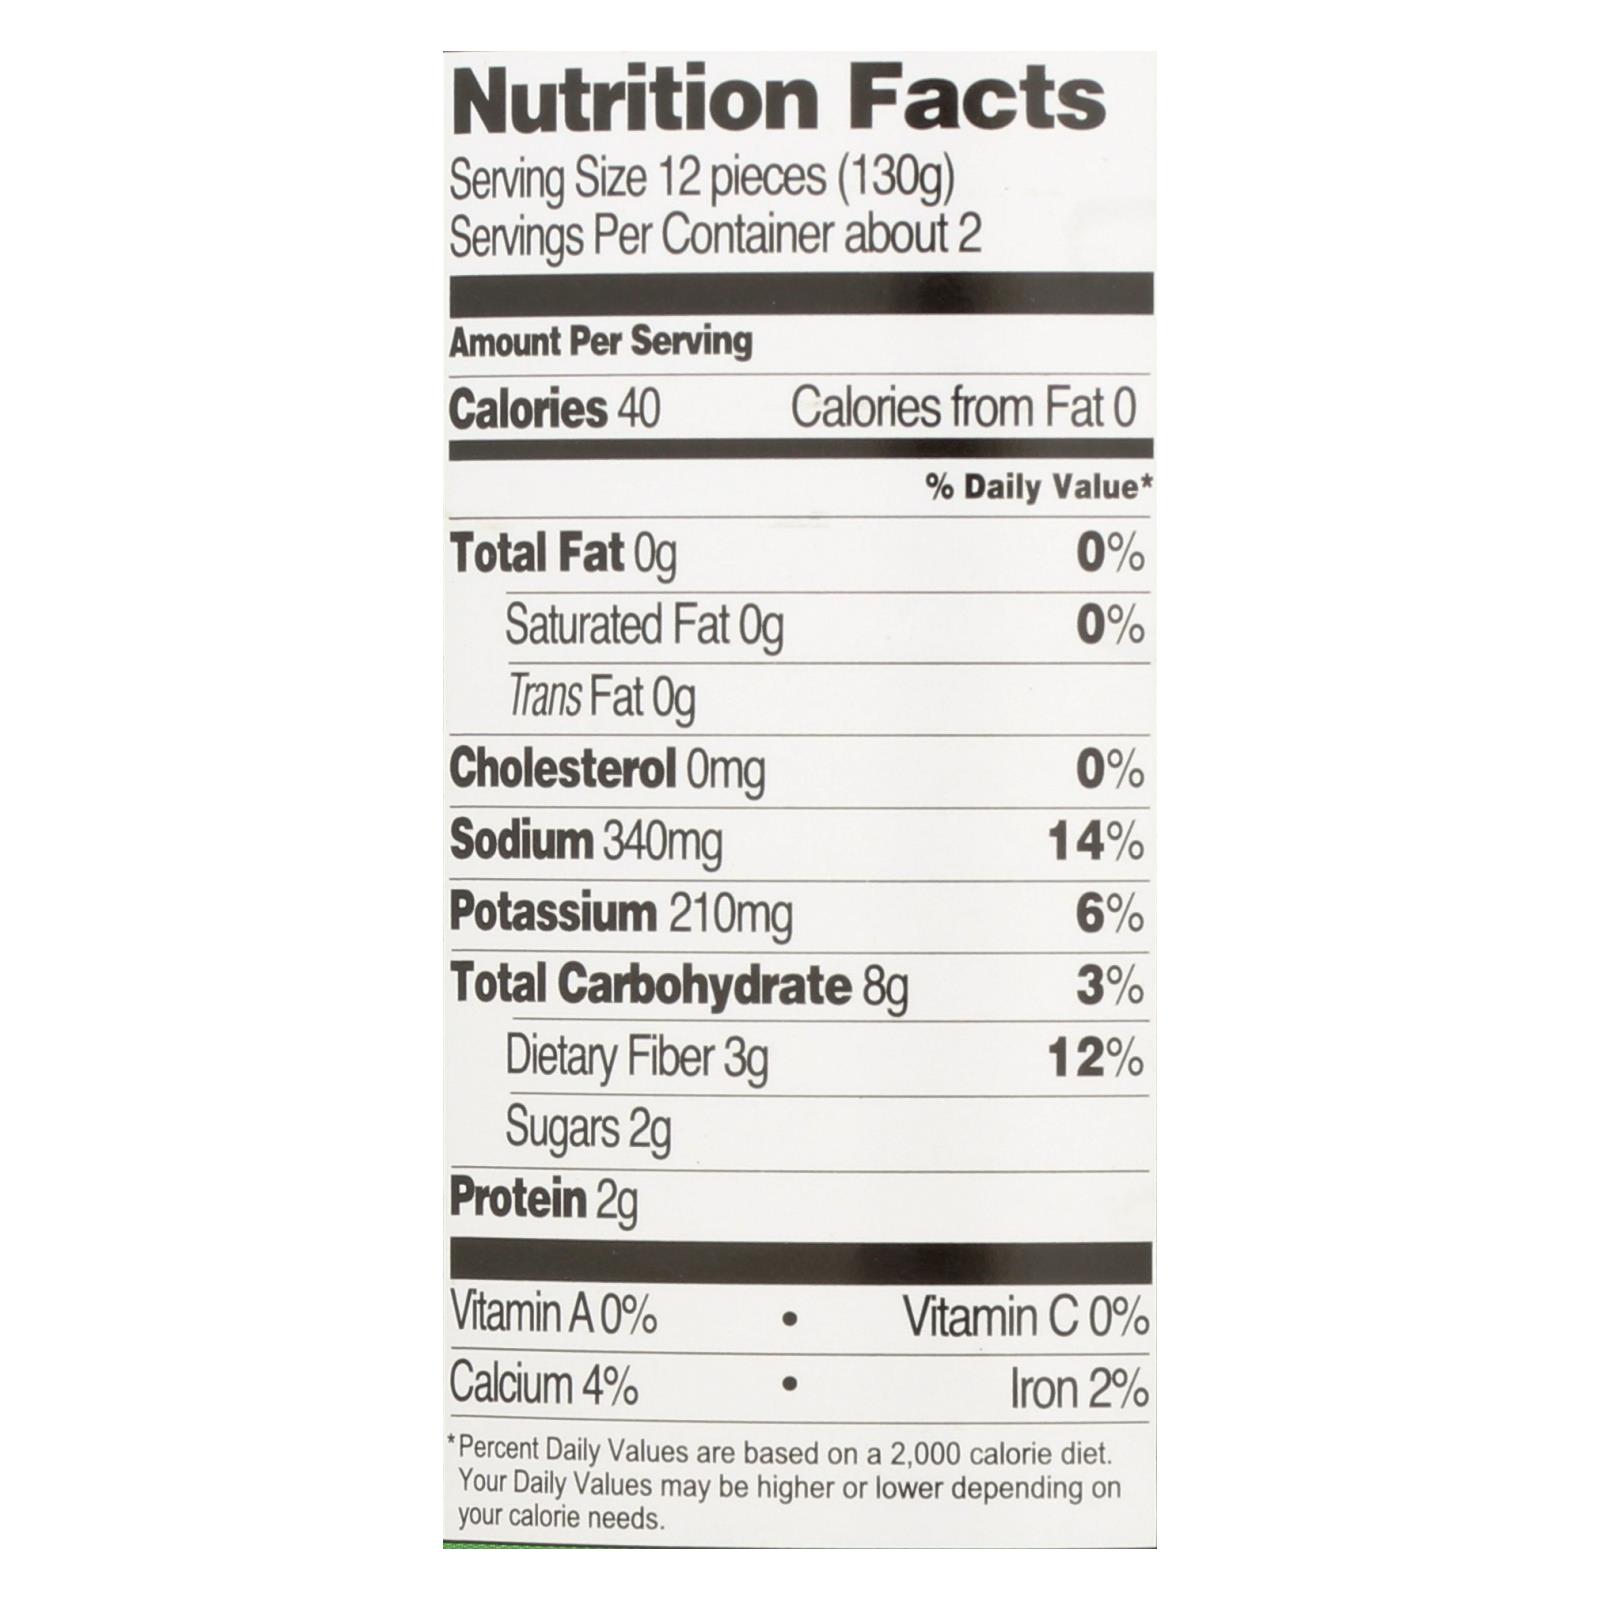 Nutrition Facts
Serving Size 12 pieces (130g)
Servings Per Container about 2
Amount Per Serving
Calories 40 Calories from Fat 0
% Daily Value*
Total Fat 0g 0%
Saturated Fat 0g 0%
Trans Fat 0g
Cholesterol 0mg 0%
Sodium 340mg 14%
Potassium 210mg 6%
Total Carbohydrate 8g 3%
Dietary Fiber 3g 12%
Sugars 2g
Protein 2g
Vitamin A 0% • Vitamin C 0%
Calcium 4% • Iron 2%
*Percent Daily Values are based on a 2,000 calorie diet.
Your Daily Values may be higher or lower depending on
your calorie needs.